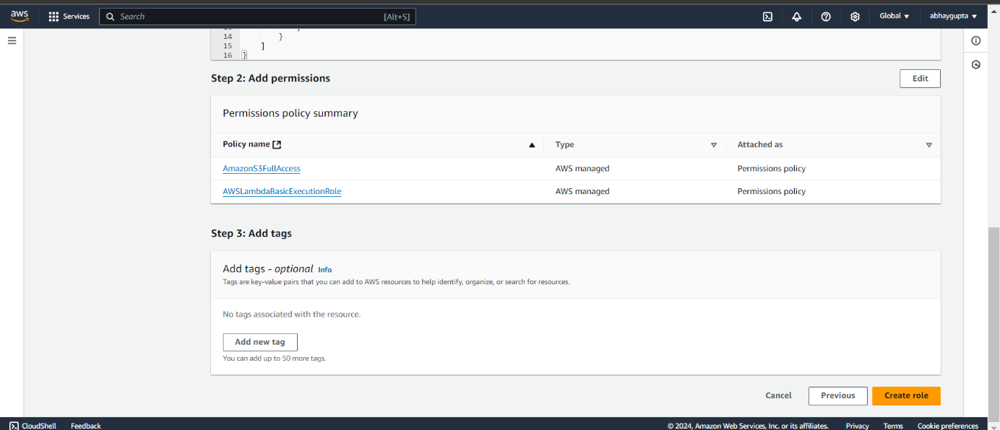 aws
Services
Search [Alt+S]
Global
abhaygupta
14 }
15 ]
16 }
Step 2: Add permissions
Edit
Permissions policy summary
Policy name Type Attached as
AmazonS3FullAccess AWS managed Permissions policy
AWSLambdaBasicExecutionRole AWS managed Permissions policy
Step 3: Add tags
Add tags - optional Info
Tags are key-value pairs that you can add to AWS resources to help identify, organize, or search for resources.
No tags associated with the resource.
Add new tag
You can add up to 50 more tags.
Cancel Previous Create role
CloudShell Feedback © 2024, Amazon Web Services, Inc. or its affiliates. Privacy Terms Cookie preferences